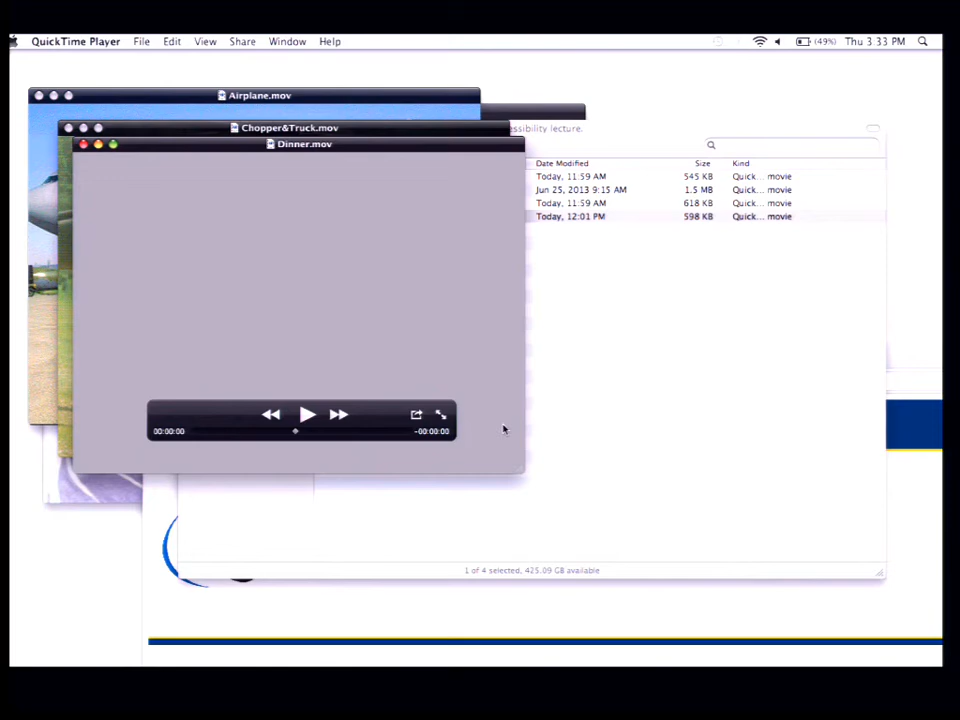 QuickTime Player File Edit View Share Window Help (49%) Thu 3:33 PM
Airplane.mov
Chopper&Truck.mov
ssibility lecture.
Dinner.mov
Date Modified Size Kind
Today, 11:59 AM 545 KB Quick... movie
Jun 25, 2013 9:15 AM 1.5 MB Quick... movie
Today, 11:59 AM 618 KB Quick... movie
Today, 12:01 PM 598 KB Quick... movie
00:00:00 -00:00:00
1 of 4 selected, 425.09 GB available